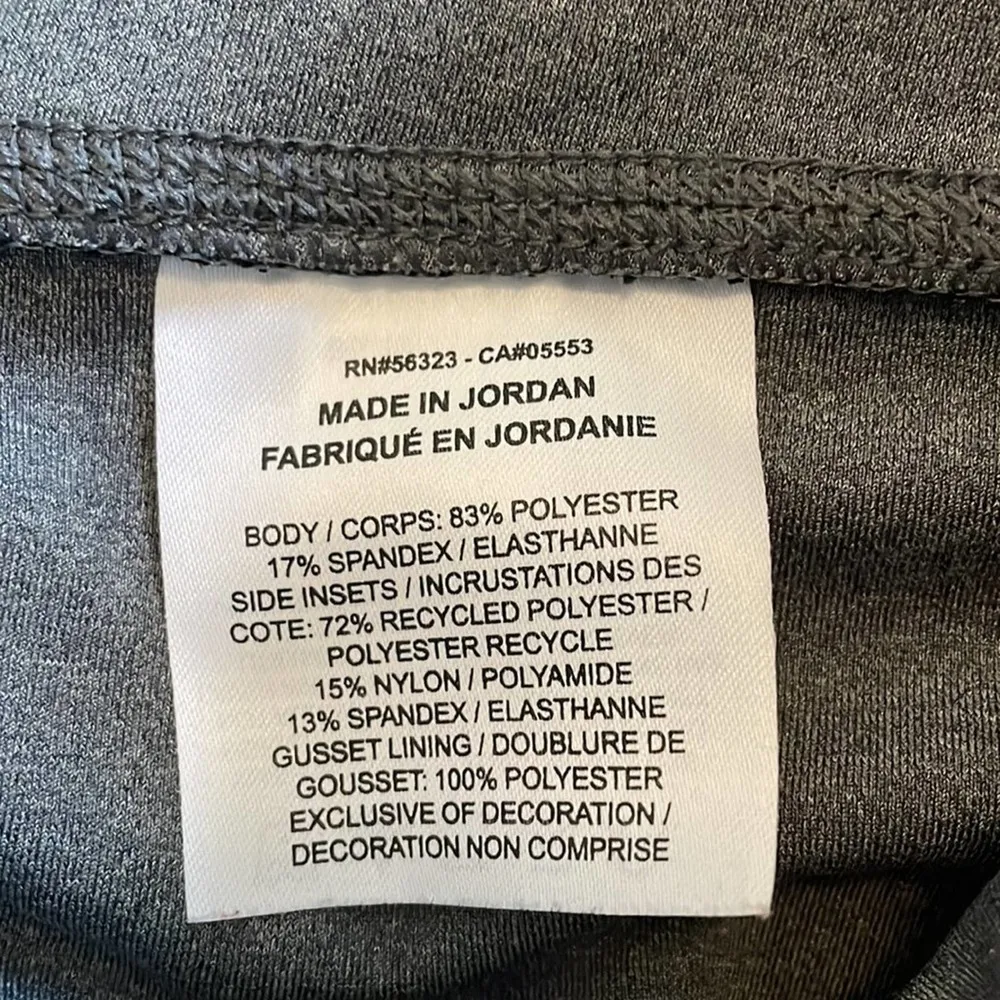 RN#56323 - CA#05553
MADE IN JORDAN
FABRIQUÉ EN JORDANIE
BODY / CORPS: 83% POLYESTER
17% SPANDEX / ELASTHANNE
SIDE INSETS / INCRUSTATIONS DES
COTE: 72% RECYCLED POLYESTER /
POLYESTER RECYCLE
15% NYLON / POLYAMIDE
13% SPANDEX / ELASTHANNE
GUSSET LINING / DOUBLURE DE
GOUSSET: 100% POLYESTER
EXCLUSIVE OF DECORATION /
DECORATION NON COMPRISE